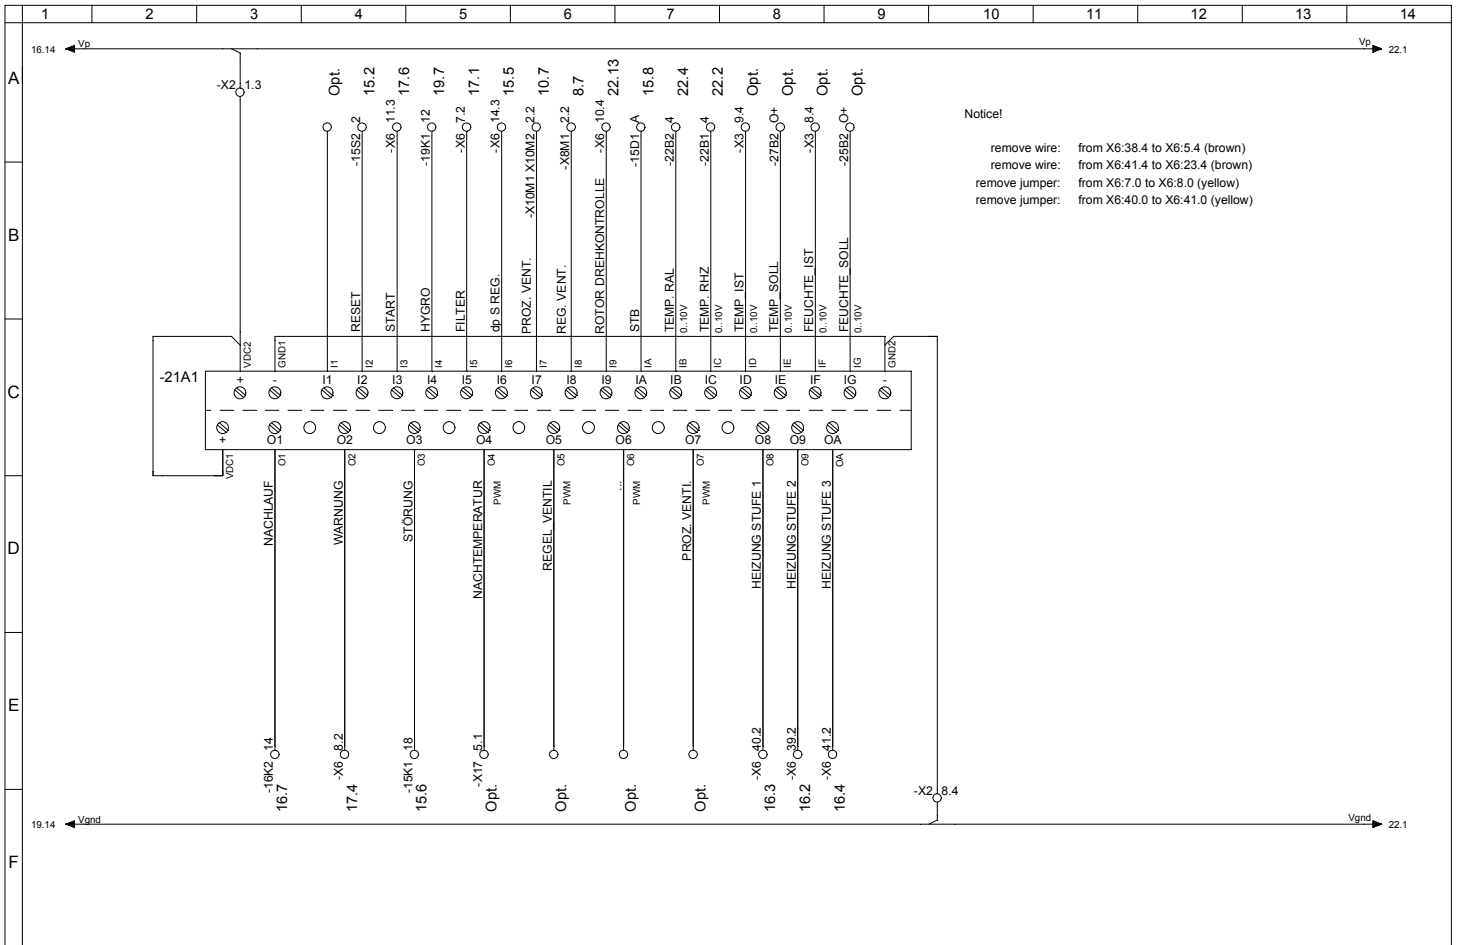 1 2 3 4 5 6 7 8 9 10 11 12 13 14
A
B
C
D
E
F
16.14 Vp
Vp 22.1
-X2 1.3
Opt.
15.2
17.6
19.7
17.1
15.5
10.7
8.7
22.13
15.8
22.4
22.2
Opt.
Opt.
Opt.
Opt.
-15S2 2
-X6 11.3
-19K1 12
-X6 7.2
-X6 14.3
-X10M1 X10M2 2.2
-X8M1 2.2
-X6 10.4
-15D1 A
-22B2 4
-22B1 4
-X3 9.4
-27B2 O+
-X3 8.4
-25B2 O+
Notice!
remove wire: from X6:38.4 to X6:5.4 (brown)
remove wire: from X6:41.4 to X6:23.4 (brown)
remove jumper: from X6:7.0 to X6:8.0 (yellow)
remove jumper: from X6:40.0 to X6:41.0 (yellow)
RESET
START
HYGRO
FILTER
dp S REG.
PROZ. VENT.
REG. VENT.
ROTOR DREHKONTROLLE
STB
TEMP. RAL
0..10V
TEMP. RHZ
0..10V
TEMP_IST
0..10V
TEMP_SOLL
0..10V
FEUCHTE_IST
0..10V
FEUCHTE_SOLL
0..10V
VDC2 GND1 I1 I2 I3 I4 I5 I6 I7 I8 I9 IA IB IC ID IE IF IG GND2
-21A1
+ - I1 I2 I3 I4 I5 I6 I7 I8 I9 IA IB IC ID IE IF IG -
+ O1 O2 O3 O4 O5 O6 O7 O8 O9 OA
VDC1 O1 O2 O3 O4 O5 O6 O7 O8 O9 OA
NACHLAUF
WARNUNG
STÖRUNG
NACHTEMPERATUR
PWM
REGEL VENTIL
PWM
...
PWM
PROZ. VENTI.
PWM
HEIZUNG STUFE 1
HEIZUNG STUFE 2
HEIZUNG STUFE 3
-16K2 14
-X6 8.2
-15K1 18
-X17 5.1
-X6 40.2
-X6 39.2
-X6 41.2
16.7
17.4
15.6
Opt.
Opt.
Opt.
Opt.
16.3
16.2
16.4
-X2 8.4
19.14 Vgnd
Vgnd 22.1